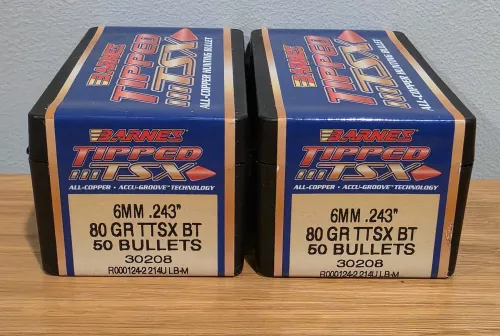 BARNES
TIPPED
TSX
ALL-COPPER HUNTING BULLET
BARNES
TIPPED
TSX
ALL-COPPER • ACCU-GROOVE™ TECHNOLOGY
6MM .243"
80 GR TTSX BT
50 BULLETS
30208
R000124-2 214U LB-M
BARNES
TIPPED
TSX
ALL-COPPER HUNTING BULLET
BARNES
TIPPED
TSX
ALL-COPPER • ACCU-GROOVE™ TECHNOLOGY
6MM .243"
80 GR TTSX BT
50 BULLETS
30208
R000124-2 214U LB-M